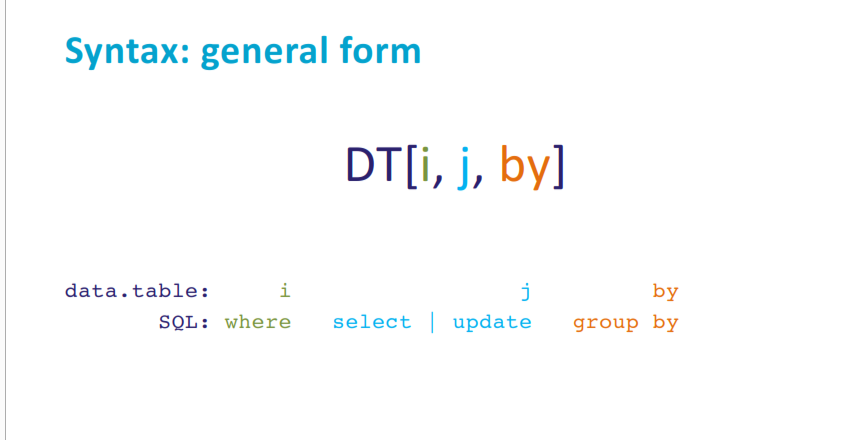 Syntax: general form
DT[i, j, by]
data.table: i j by
SQL: where select | update group by